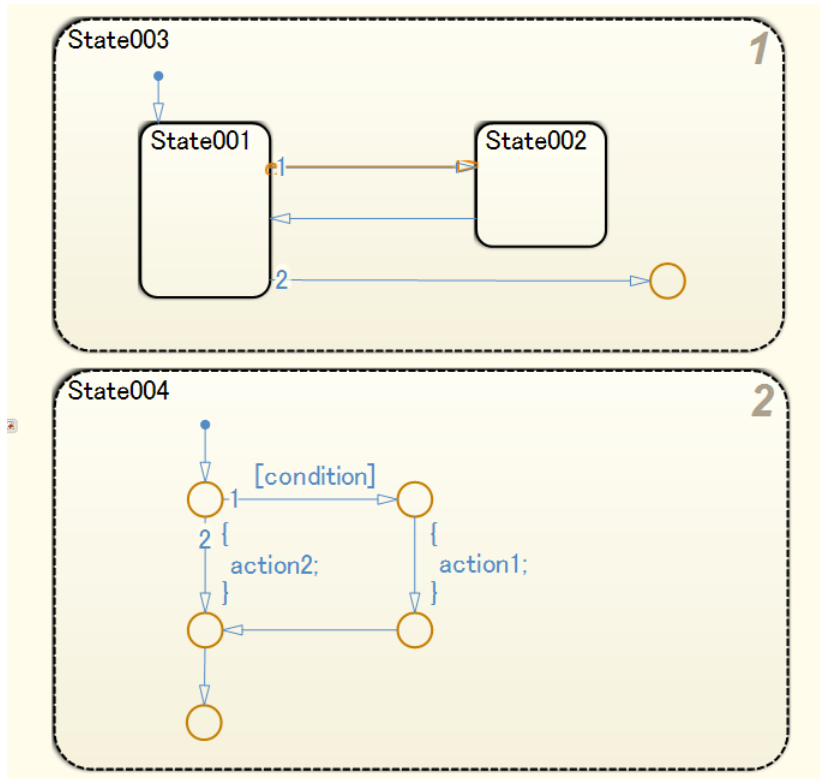 State003
1
State001
State002
1
2
State004
2
[condition]
1
2 {
action2;
}
{
action1;
}